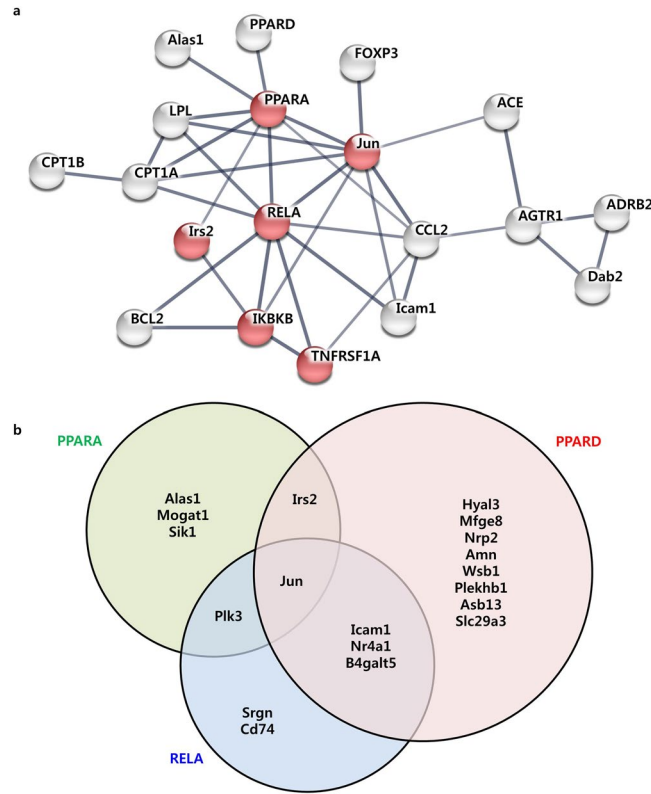 a
PPARD
Alas1
FOXP3
PPARA
ACE
LPL
Jun
CPT1B
CPT1A
RELA
ADRB2
AGTR1
Irs2
CCL2
Dab2
Icam1
BCL2
IKBKB
TNFRSF1A
b
PPARA
PPARD
Alas1
Mogat1
Sik1
Irs2
Hyal3
Mfge8
Nrp2
Amn
Wsb1
Plekhb1
Asb13
Slc29a3
Jun
Plk3
Icam1
Nr4a1
B4galt5
Srgn
Cd74
RELA